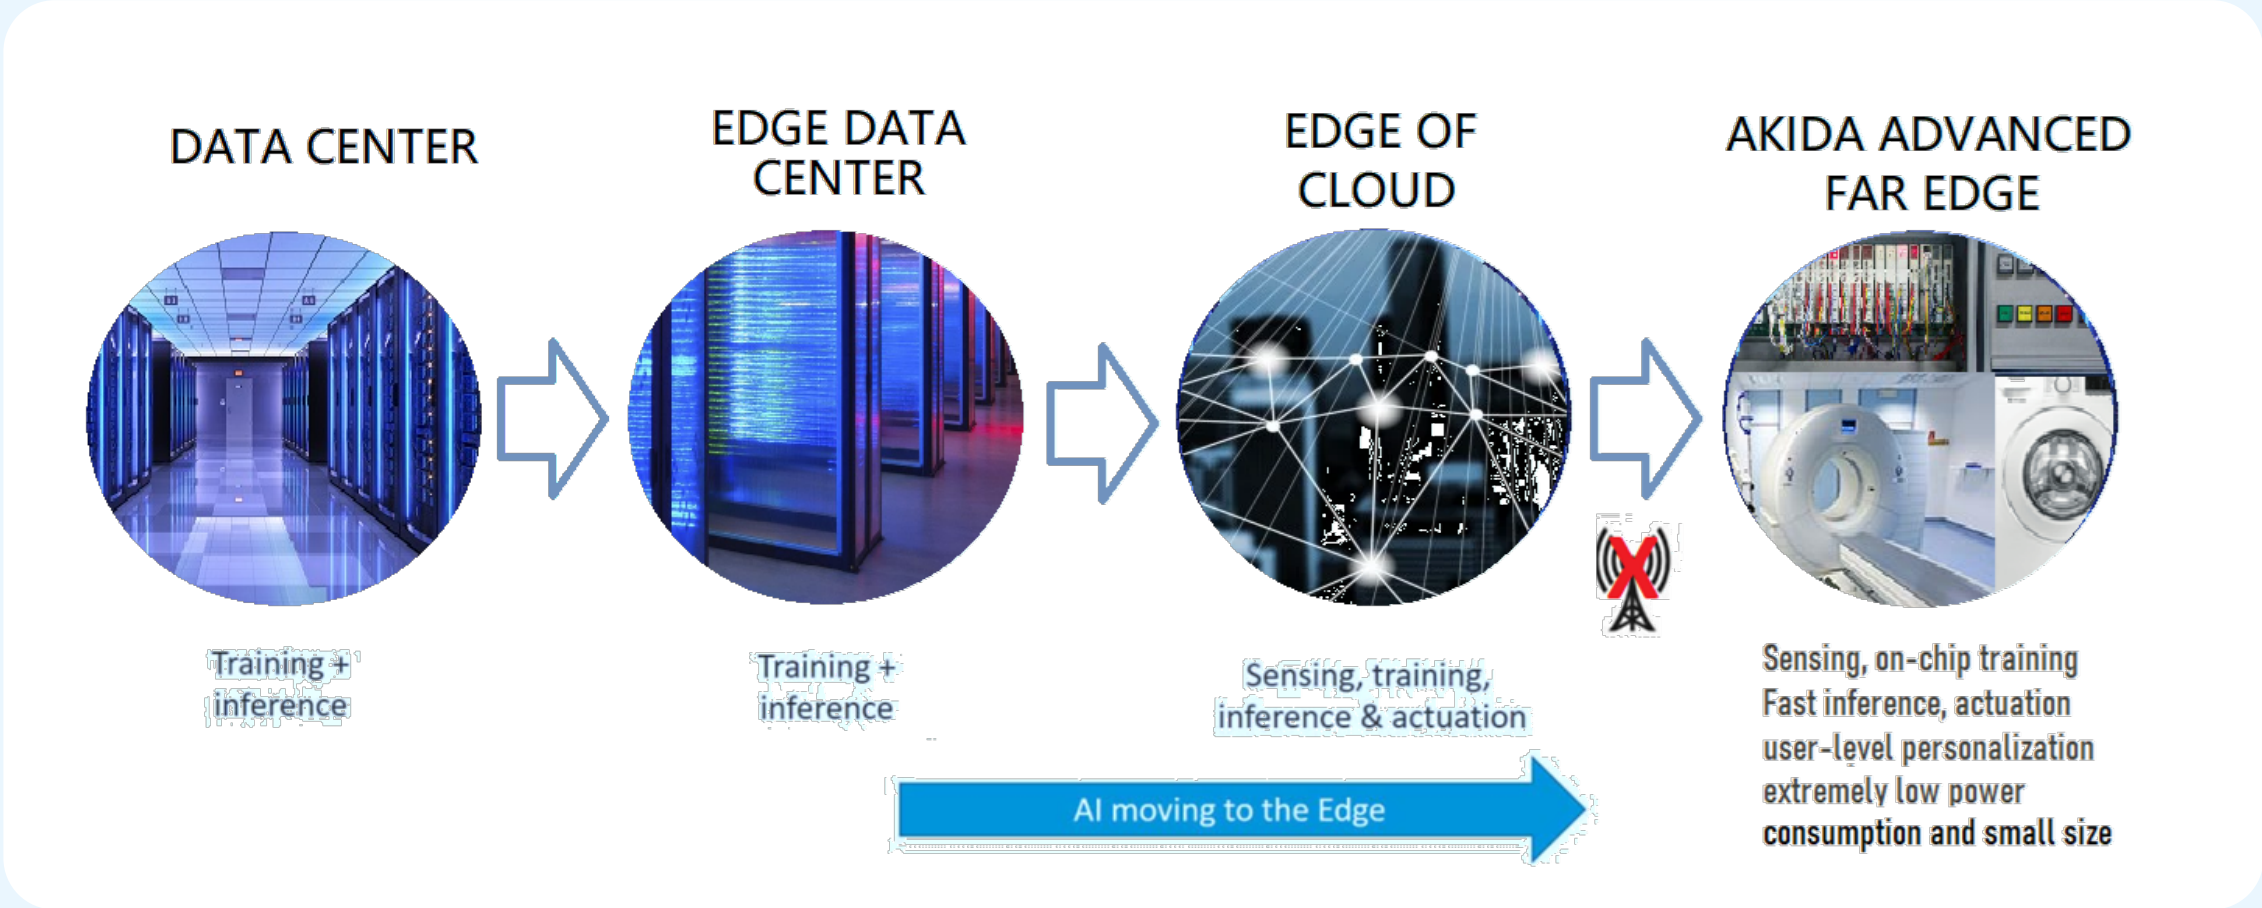 DATA CENTER
EDGE DATA
CENTER
EDGE OF
CLOUD
AKIDA ADVANCED
FAR EDGE
Training +
inference
Training +
inference
Sensing, training,
inference & actuation
Sensing, on-chip training
Fast inference, actuation
user-level personalization
extremely low power
consumption and small size
AI moving to the Edge